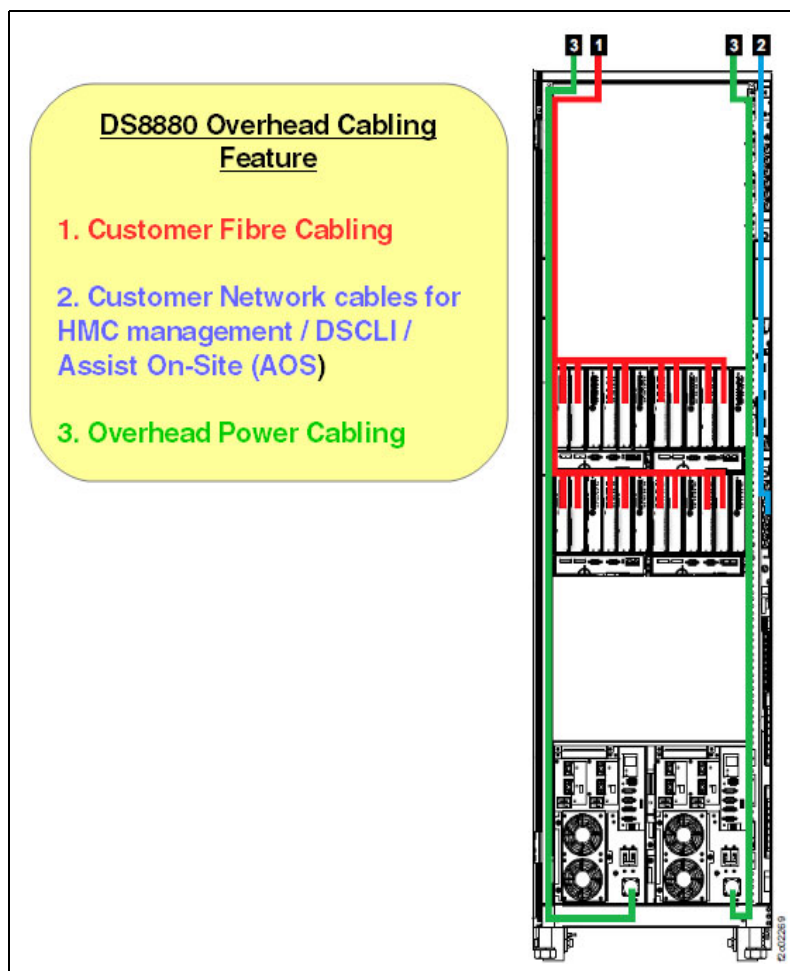 3 1 3 2
DS8880 Overhead Cabling
Feature
1. Customer Fibre Cabling
2. Customer Network cables for
HMC management / DSCLI /
Assist On-Site (AOS)
3. Overhead Power Cabling
f2c02269